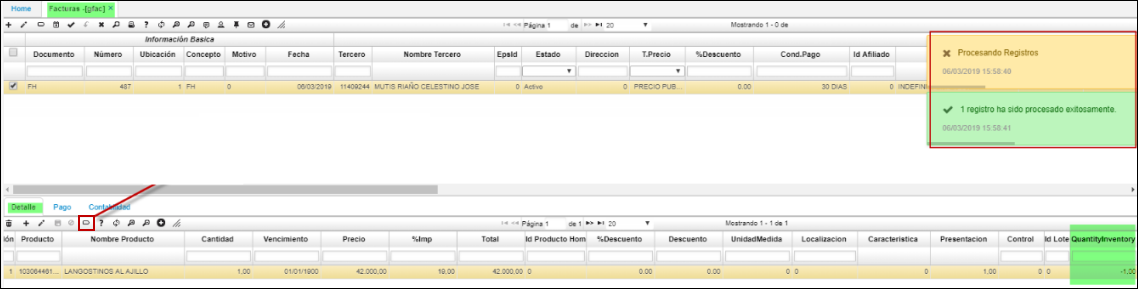 Home Facturas -[gfac] ×
Página 1 de 20 Mostrando 1 - 0 de
Información Basica
Documento Número Ubicación Concepto Motivo Fecha Tercero Nombre Tercero EpsId Estado Direccion T.Precio %Descuento Cond.Pago Id Afiliado
FH 487 1 FH 0 06/03/2019 11409244 MUTIS RIAÑO CELESTINO JOSE 0 Activo 0 PRECIO PUB... 0.00 30 DIAS 0 INDEFINI
Procesando Registros
06/03/2019 15:58:40
1 registro ha sido procesado exitosamente.
06/03/2019 15:58:41
Detalle Pago Contabilidad
Página 1 de 1 20 Mostrando 1 - 1 de 1
ión Producto Nombre Producto Cantidad Vencimiento Precio %Imp Total Id Producto Hom %Descuento Descuento UnidadMedida Localizacion Caracteristica Presentacion Control Id Lote QuantityInventory
1 103084461... LANGOSTINOS AL AJILLO 1,00 01/01/1900 42.000,00 19,00 42.000,00 0 0.00 0.00 0 0 0 1,00 0 0 -1,00